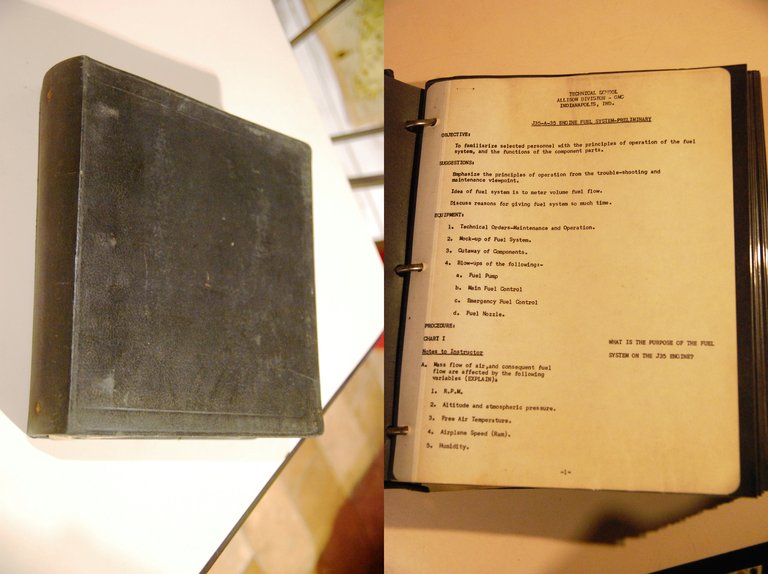 TECHNICAL SCHOOL
ALLISON DIVISION - GMC
INDIANAPOLIS, IND.
J35-A-35 ENGINE FUEL SYSTEM-PRELIMINARY
OBJECTIVE:
To familiarize selected personnel with the principles of operation of the fuel
system, and the functions of the component parts.
SUGGESTIONS:
Emphasize the principles of operation from the trouble-shooting and
maintenance viewpoint.
Idea of fuel system is to meter volume fuel flow.
Discuss reasons for giving fuel system so much time.
EQUIPMENT:
1. Technical Orders-Maintenance and Operation.
2. Mock-up of Fuel System.
3. Cutaway of Components.
4. Blow-ups of the following:-
a. Fuel Pump
b. Main Fuel Control
c. Emergency Fuel Control
d. Fuel Nozzle.
PROCEDURE:
CHART I
WHAT IS THE PURPOSE OF THE FUEL
SYSTEM ON THE J35 ENGINE?
Notes to Instructor
A. Mass flow of air,and consequent fuel
flow are affected by the following
variables (EXPLAIN):
1. R.P.M.
2. Altitude and atmospheric pressure.
3. Free Air Temperature.
4. Airplane Speed (Ram).
5. Humidity.
-1-